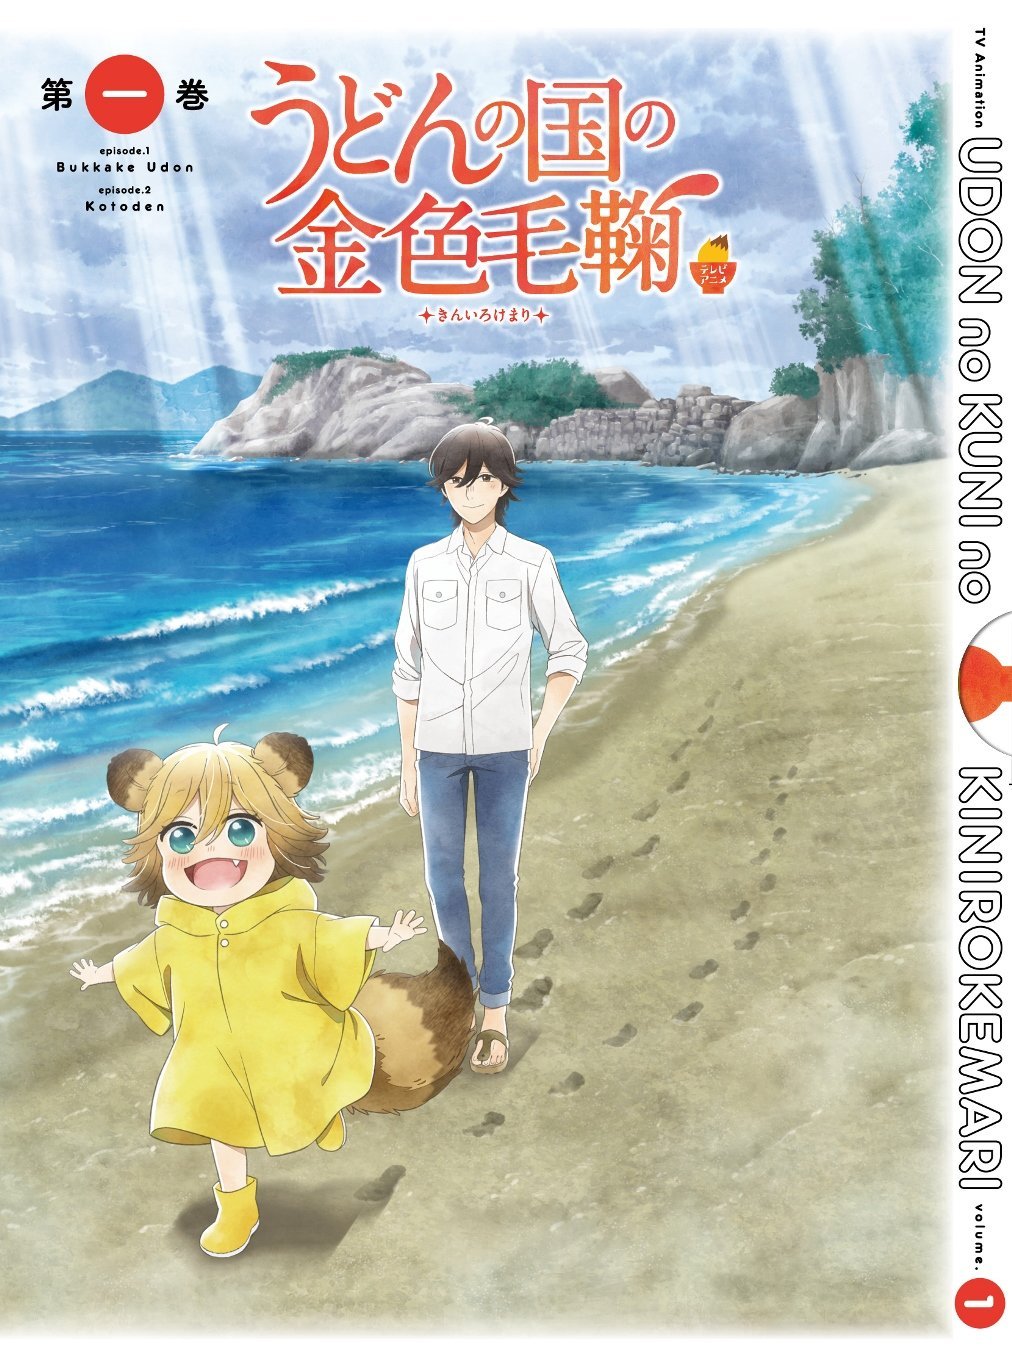 第一巻
episode.1
Bukkake Udon
episode.2
Kotoden
うどんの国の
金色毛鞠
テレビ
アニメ
きんいろけまり
TV Animation UDON no KUNI no KINIROKEMARI volume. 1